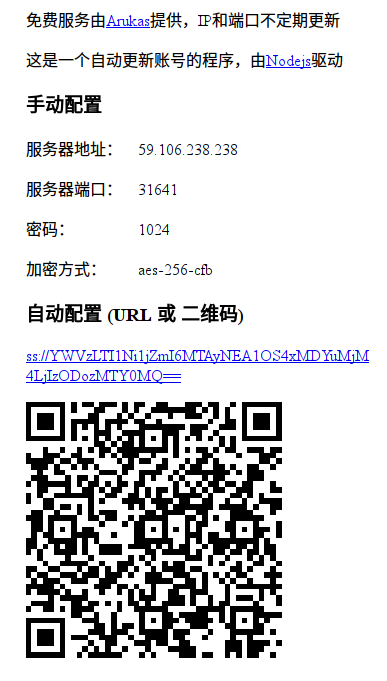 免费服务由Arukas提供，IP和端口不定期更新
这是一个自动更新账号的程序，由Nodejs驱动
手动配置
服务器地址： 59.106.238.238
服务器端口： 31641
密码： 1024
加密方式： aes-256-cfb
自动配置 (URL 或 二维码)
ss://YWVzLTI1Ni1jZmI6MTAyNEA1OS4xMDYuMjM
4LjIzODozMTY0MQ==